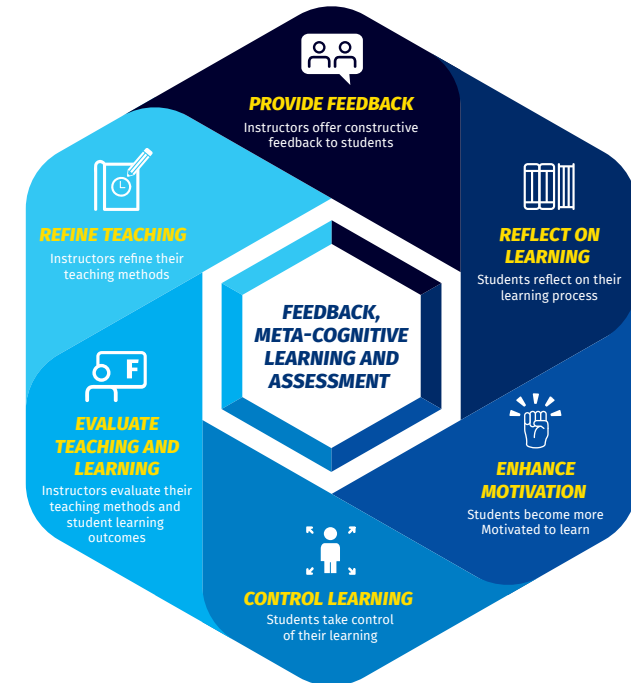 PROVIDE FEEDBACK
Instructors offer constructive
feedback to students
REFLECT ON
LEARNING
Students reflect on their
learning process
ENHANCE
MOTIVATION
Students become more
Motivated to learn
CONTROL LEARNING
Students take control
of their learning
EVALUATE
TEACHING AND
LEARNING
Instructors evaluate their
teaching methods and
student learning
outcomes
F
REFINE TEACHING
Instructors refine their
teaching methods
FEEDBACK,
META-COGNITIVE
LEARNING AND
ASSESSMENT